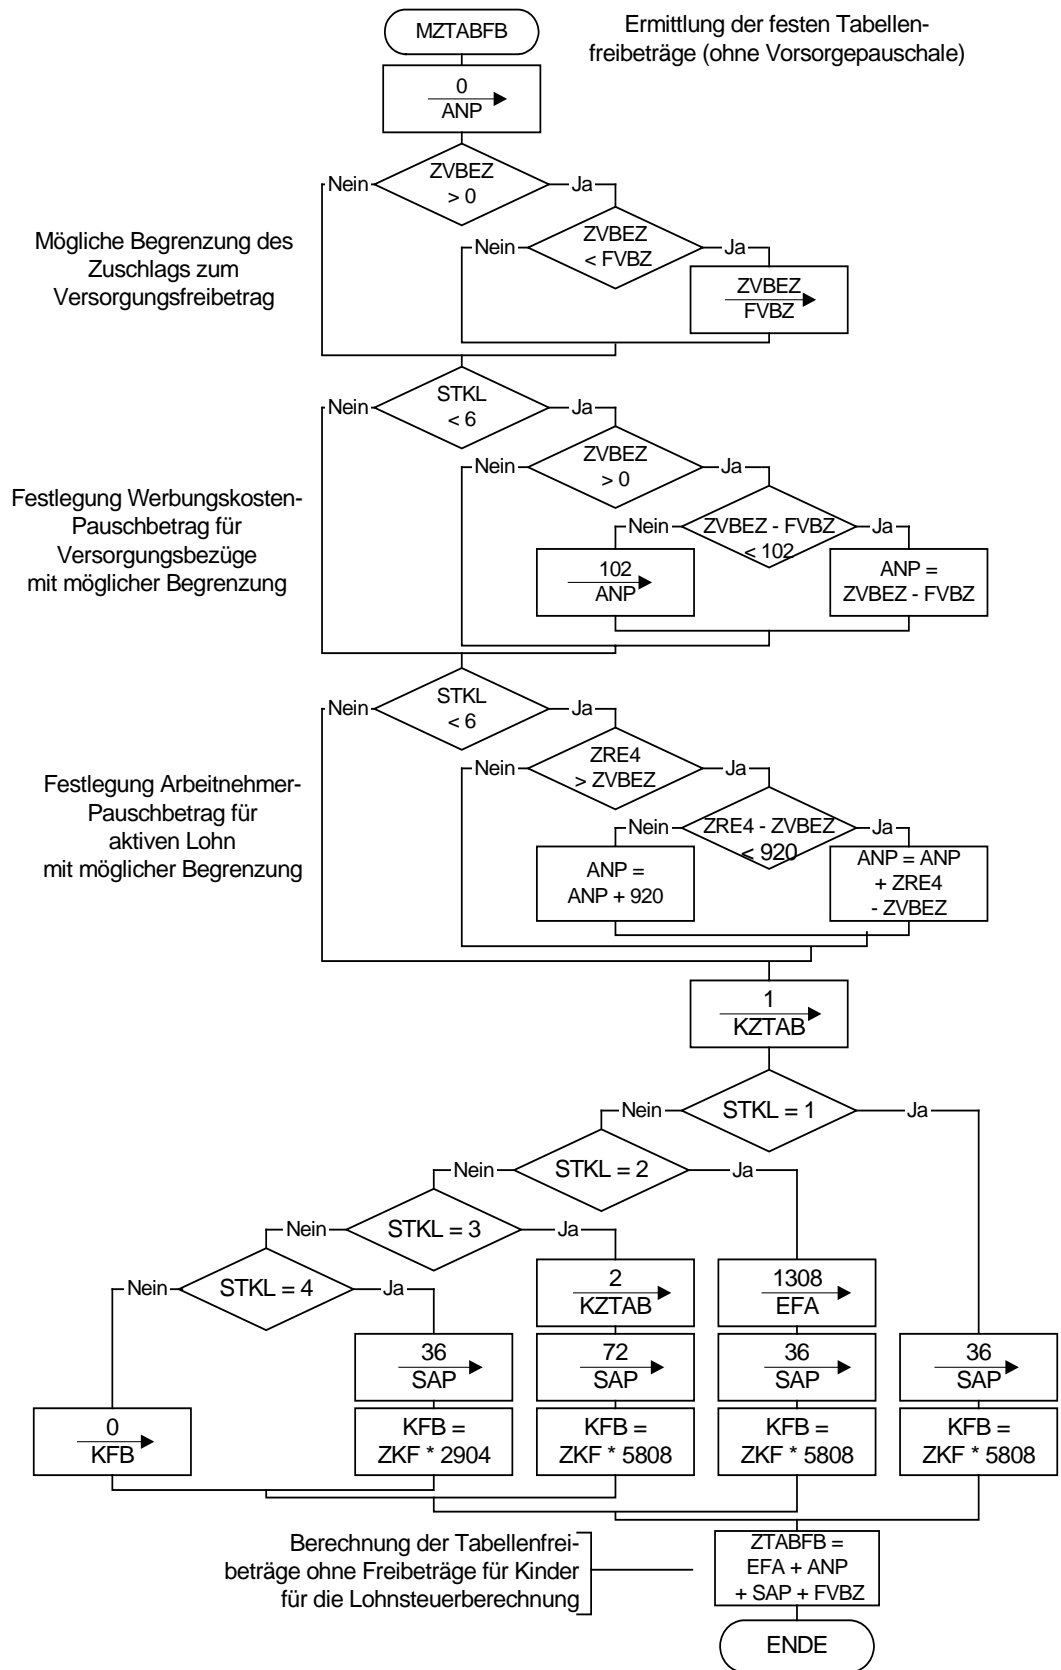 MZTABFB
Ermittlung der festen Tabellen-
freibeträge (ohne Vorsorgepauschale)
0
ANP
Nein
ZVBEZ
> 0
Ja
Mögliche Begrenzung des
Zuschlags zum
Versorgungsfreibetrag
Nein
ZVBEZ
< FVBZ
Ja
ZVBEZ
FVBZ
Nein
STKL
< 6
Ja
Nein
ZVBEZ
> 0
Ja
Festlegung Werbungskosten-
Pauschbetrag für
Versorgungsbezüge
mit möglicher Begrenzung
Nein
ZVBEZ - FVBZ
< 102
Ja
102
ANP
ANP =
ZVBEZ - FVBZ
Nein
STKL
< 6
Ja
Nein
ZRE4
> ZVBEZ
Ja
Festlegung Arbeitnehmer-
Pauschbetrag für
aktiven Lohn
mit möglicher Begrenzung
Nein
ZRE4 - ZVBEZ
< 920
Ja
ANP =
ANP + 920
ANP = ANP
+ ZRE4
- ZVBEZ
1
KZTAB
Nein
STKL = 1
Ja
Nein
STKL = 2
Ja
Nein
STKL = 3
Ja
Nein
STKL = 4
Ja
2
KZTAB
1308
EFA
36
SAP
72
SAP
36
SAP
36
SAP
0
KFB
KFB =
ZKF * 2904
KFB =
ZKF * 5808
KFB =
ZKF * 5808
KFB =
ZKF * 5808
Berechnung der Tabellenfrei-
beträge ohne Freibeträge für Kinder
für die Lohnsteuerberechnung
ZTABFB =
EFA + ANP
+ SAP + FVBZ
ENDE